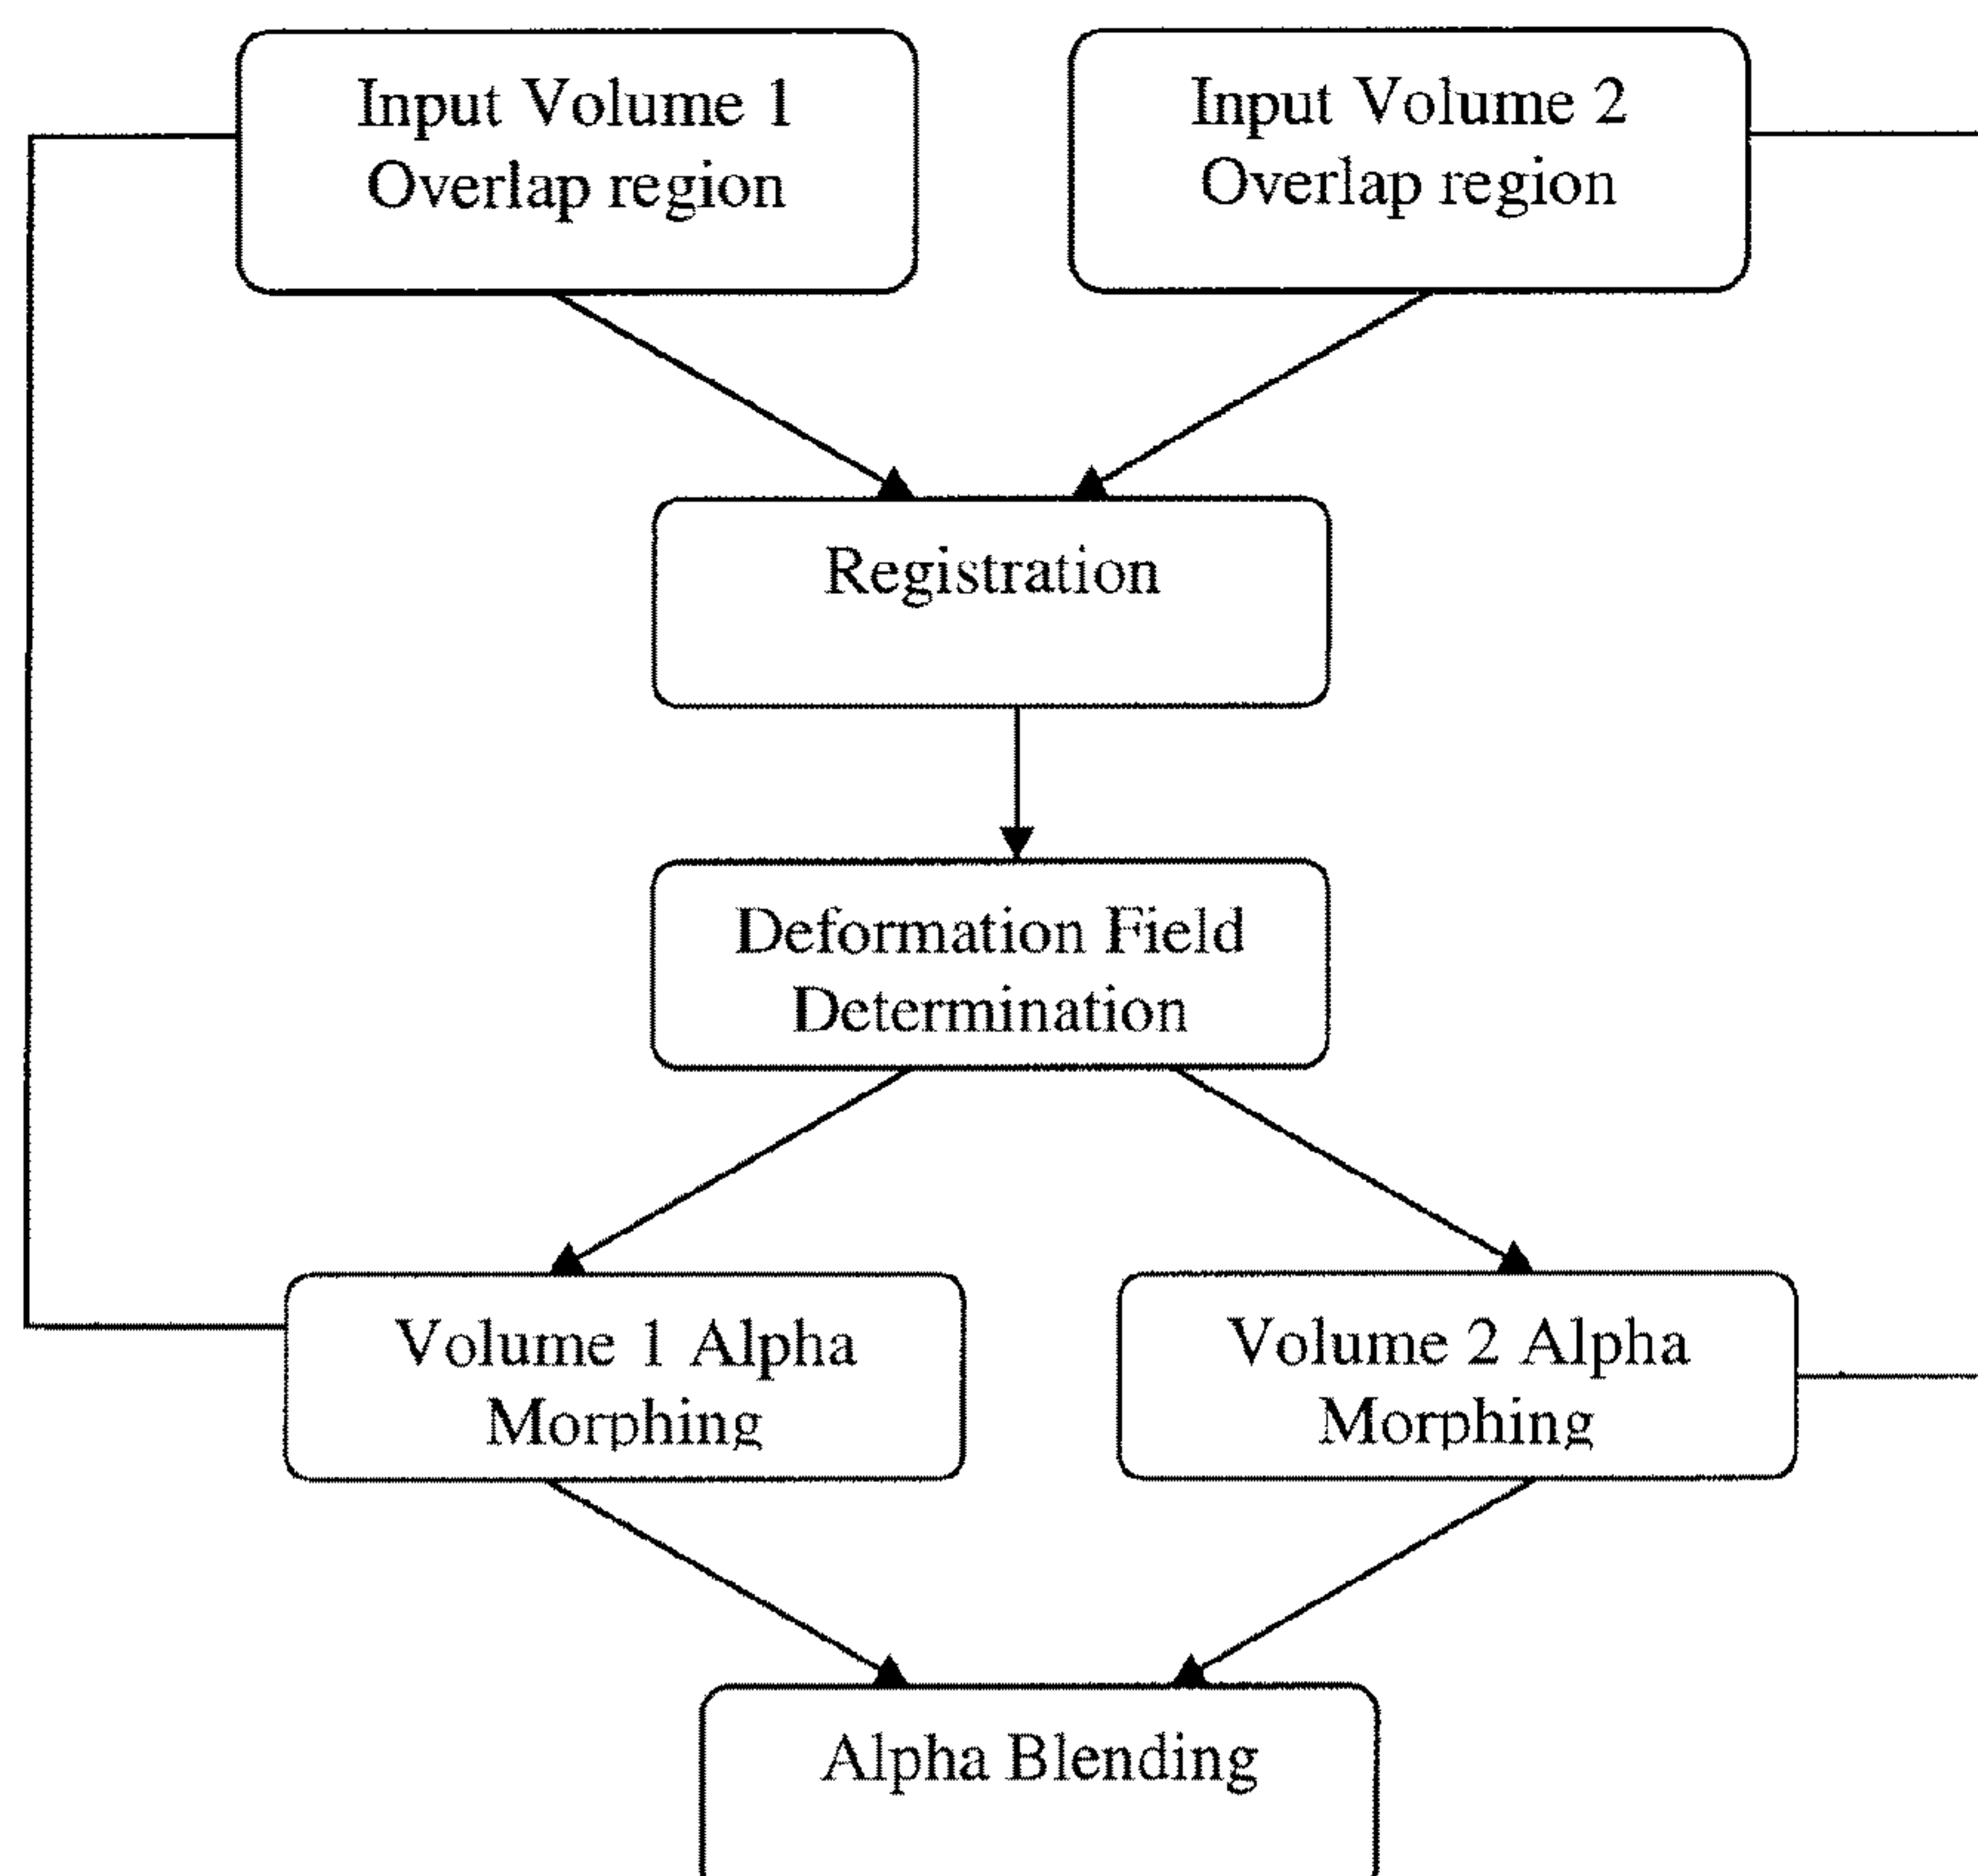 Input Volume 1
Overlap region
Input Volume 2
Overlap region
Registration
Deformation Field
Determination
Volume 1 Alpha
Morphing
Volume 2 Alpha
Morphing
Alpha Blending